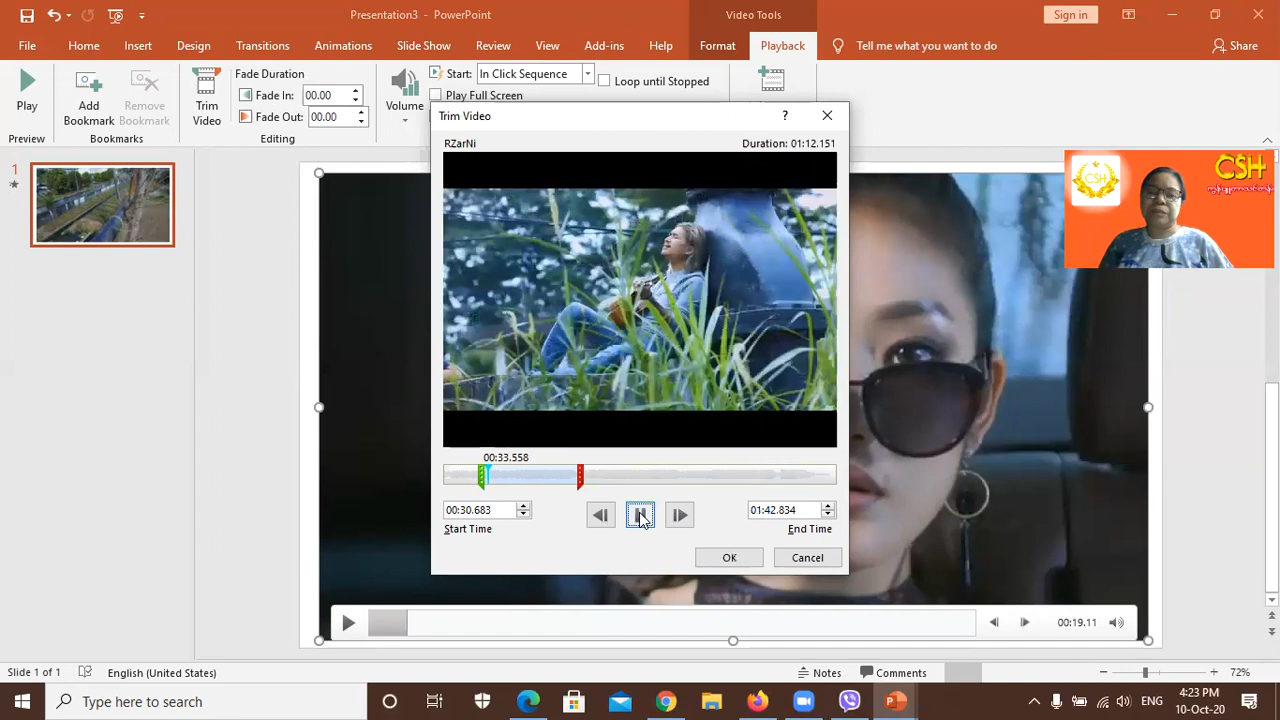 Presentation3 - PowerPoint
Video Tools
Sign in
File
Home
Insert
Design
Transitions
Animations
Slide Show
Review
View
Add-ins
Help
Format
Playback
Tell me what you want to do
Share
Play
Add
Bookmark
Remove
Bookmark
Trim
Video
Fade Duration
Fade In: 00.00
Fade Out: 00.00
Volume
Start: In Click Sequence
Loop until Stopped
Play Full Screen
Preview
Bookmarks
Editing
Trim Video
?
RZarNi
Duration: 01:12.151
1
CSH
CSH
00:33.558
00:30.683
Start Time
01:42.834
End Time
OK
Cancel
00:19.11
Slide 1 of 1
English (United States)
Notes
Comments
72%
Type here to search
ENG
4:23 PM
10-Oct-20